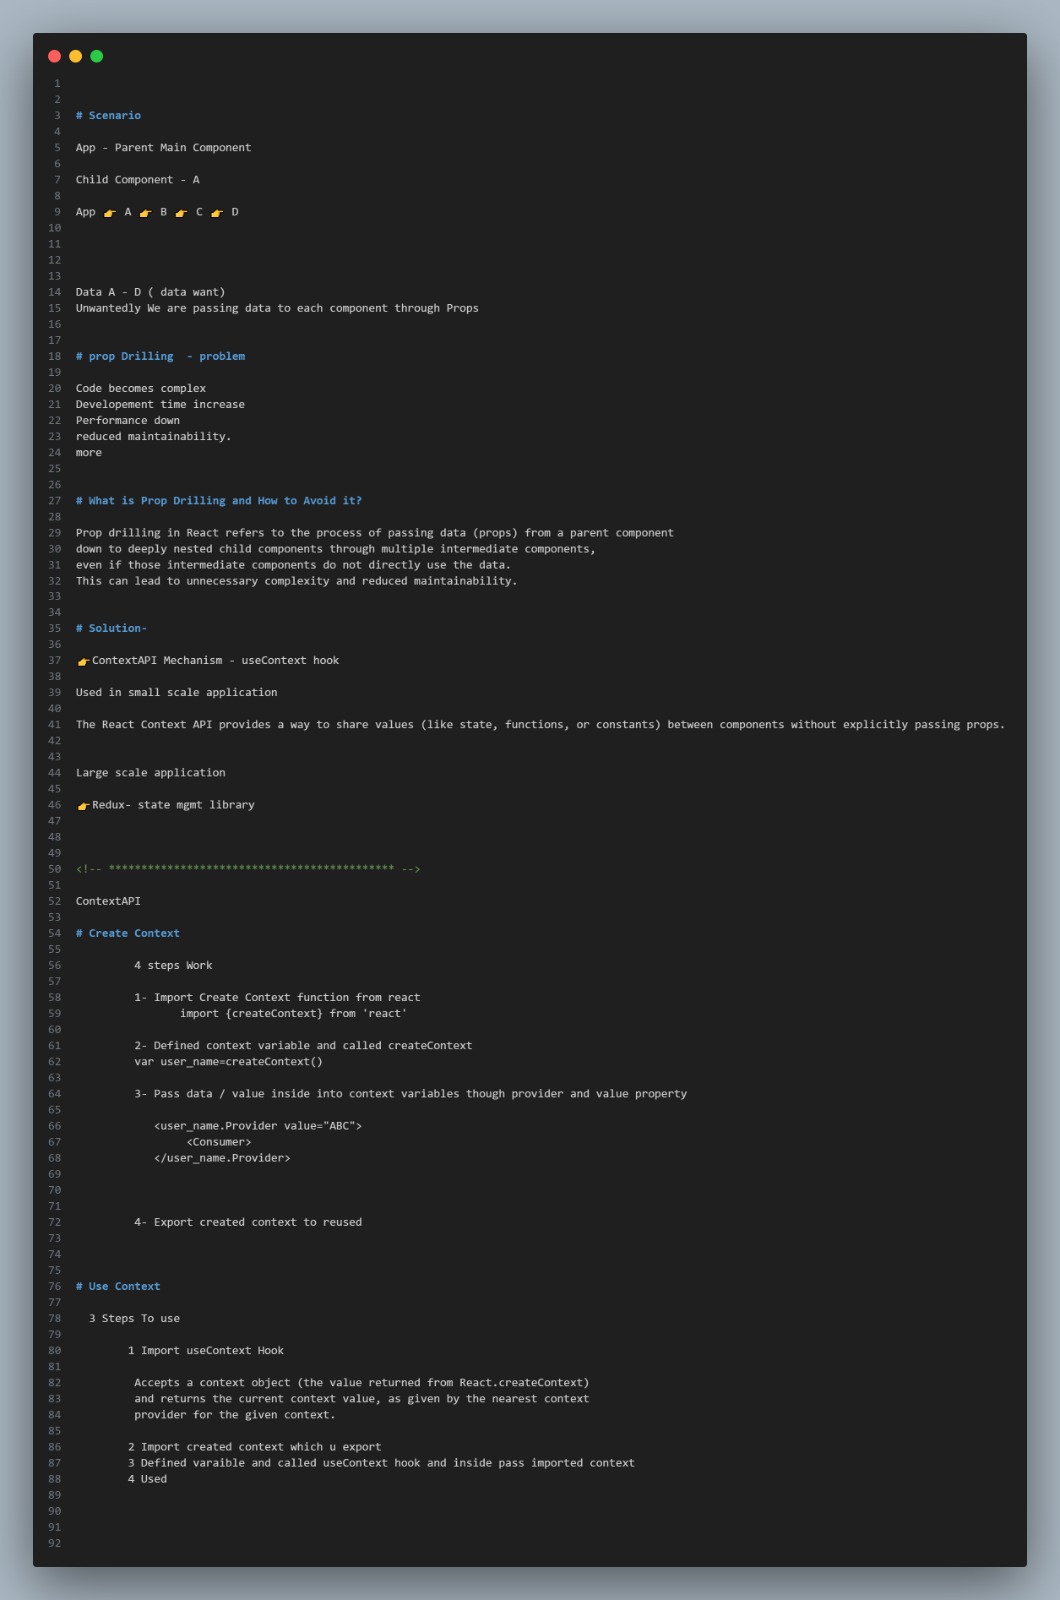 1
2
3 # Scenario
4
5 App - Parent Main Component
6
7 Child Component - A
8
9 App 👉 A 👉 B 👉 C 👉 D
10
11
12
13
14 Data A - D ( data want)
15 Unwantedly We are passing data to each component through Props
16
17
18 # prop Drilling  - problem
19
20 Code becomes complex
21 Developement time increase
22 Performance down
23 reduced maintainability.
24 more
25
26
27 # What is Prop Drilling and How to Avoid it?
28
29 Prop drilling in React refers to the process of passing data (props) from a parent component
30 down to deeply nested child components through multiple intermediate components,
31 even if those intermediate components do not directly use the data.
32 This can lead to unnecessary complexity and reduced maintainability.
33
34
35 # Solution-
36
37 👉ContextAPI Mechanism - useContext hook
38
39 Used in small scale application
40
41 The React Context API provides a way to share values (like state, functions, or constants) between components without explicitly passing props.
42
43
44 Large scale application
45
46 👉Redux- state mgmt library
47
48
49
50 <!-- ******************************************** -->
51
52 ContextAPI
53
54 # Create Context
55
56          4 steps Work
57
58          1- Import Create Context function from react
59                 import {createContext} from 'react'
60
61          2- Defined context variable and called createContext
62          var user_name=createContext()
63
64          3- Pass data / value inside into context variables though provider and value property
65
66             <user_name.Provider value="ABC">
67                  <Consumer>
68             </user_name.Provider>
69
70
71
72          4- Export created context to reused
73
74
75
76 # Use Context
77
78   3 Steps To use
79
80         1 Import useContext Hook
81
82          Accepts a context object (the value returned from React.createContext)
83          and returns the current context value, as given by the nearest context
84          provider for the given context.
85
86         2 Import created context which u export
87         3 Defined varaible and called useContext hook and inside pass imported context
88         4 Used
89
90
91
92